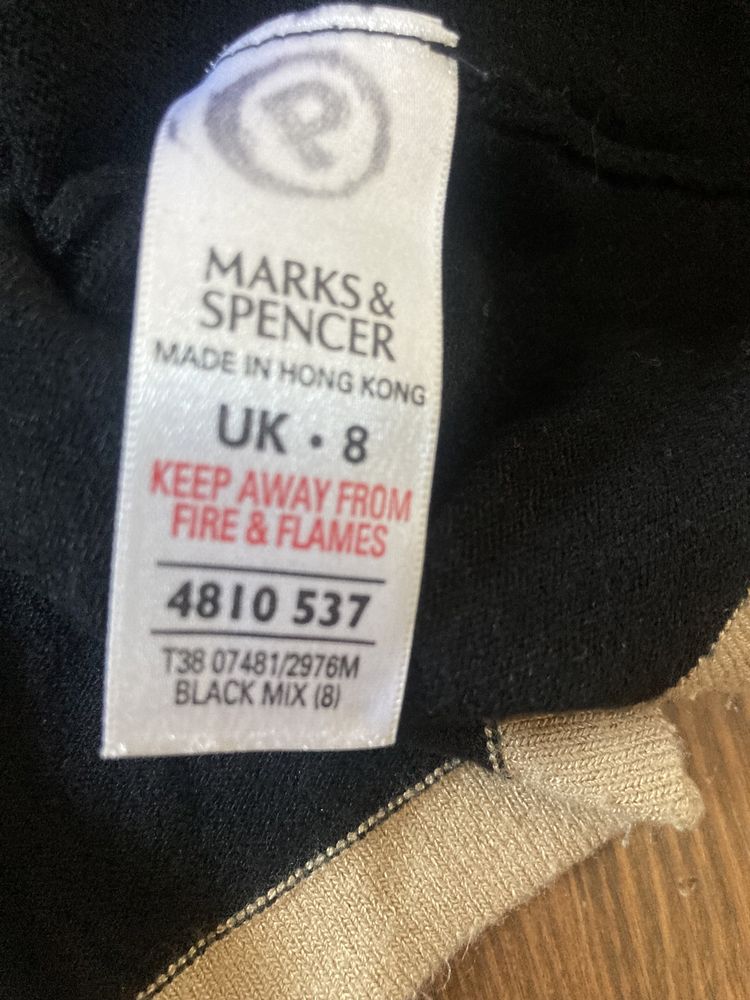 P
MARKS &
SPENCER
MADE IN HONG KONG
UK • 8
KEEP AWAY FROM
FIRE & FLAMES
4810 537
T38 07481/2976M
BLACK MIX (8)